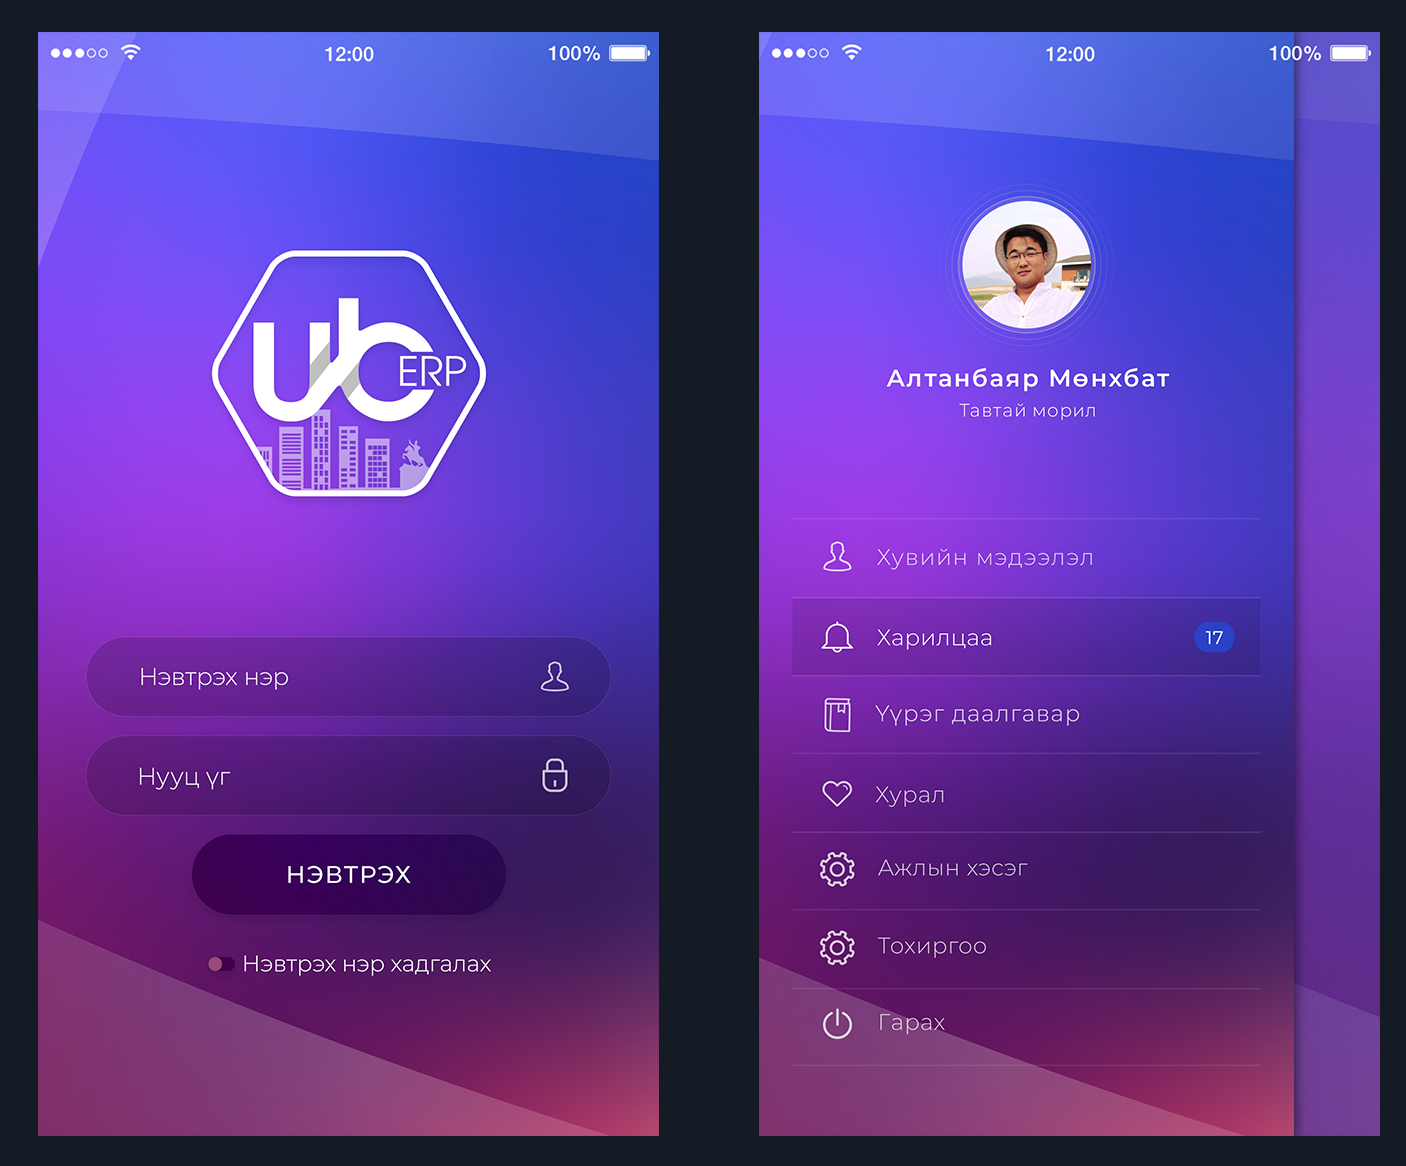 12:00
100%
UB ERP
Нэвтрэх нэр
Нууц үг
НЭВТРЭХ
Нэвтрэх нэр хадгалах
12:00
100%
Алтанбаяр Мөнхбат
Тавтай морил
Хувийн мэдээлэл
Харилцаа
17
Үүрэг даалгавар
Хурал
Ажлын хэсэг
Тохиргоо
Гарах